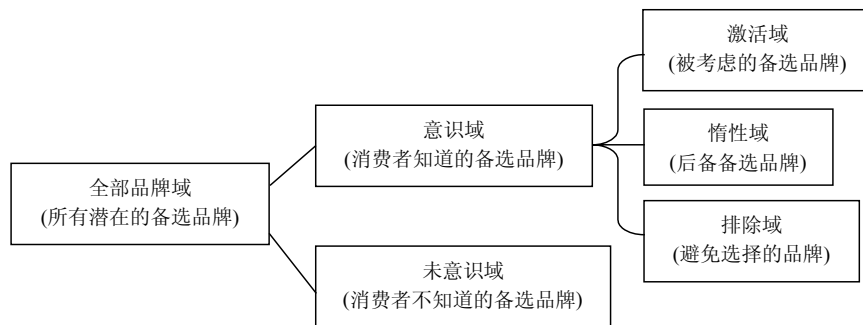 全部品牌域
(所有潜在的备选品牌)
意识域
(消费者知道的备选品牌)
未意识域
(消费者不知道的备选品牌)
激活域
(被考虑的备选品牌)
惰性域
(后备备选品牌)
排除域
(避免选择的品牌)